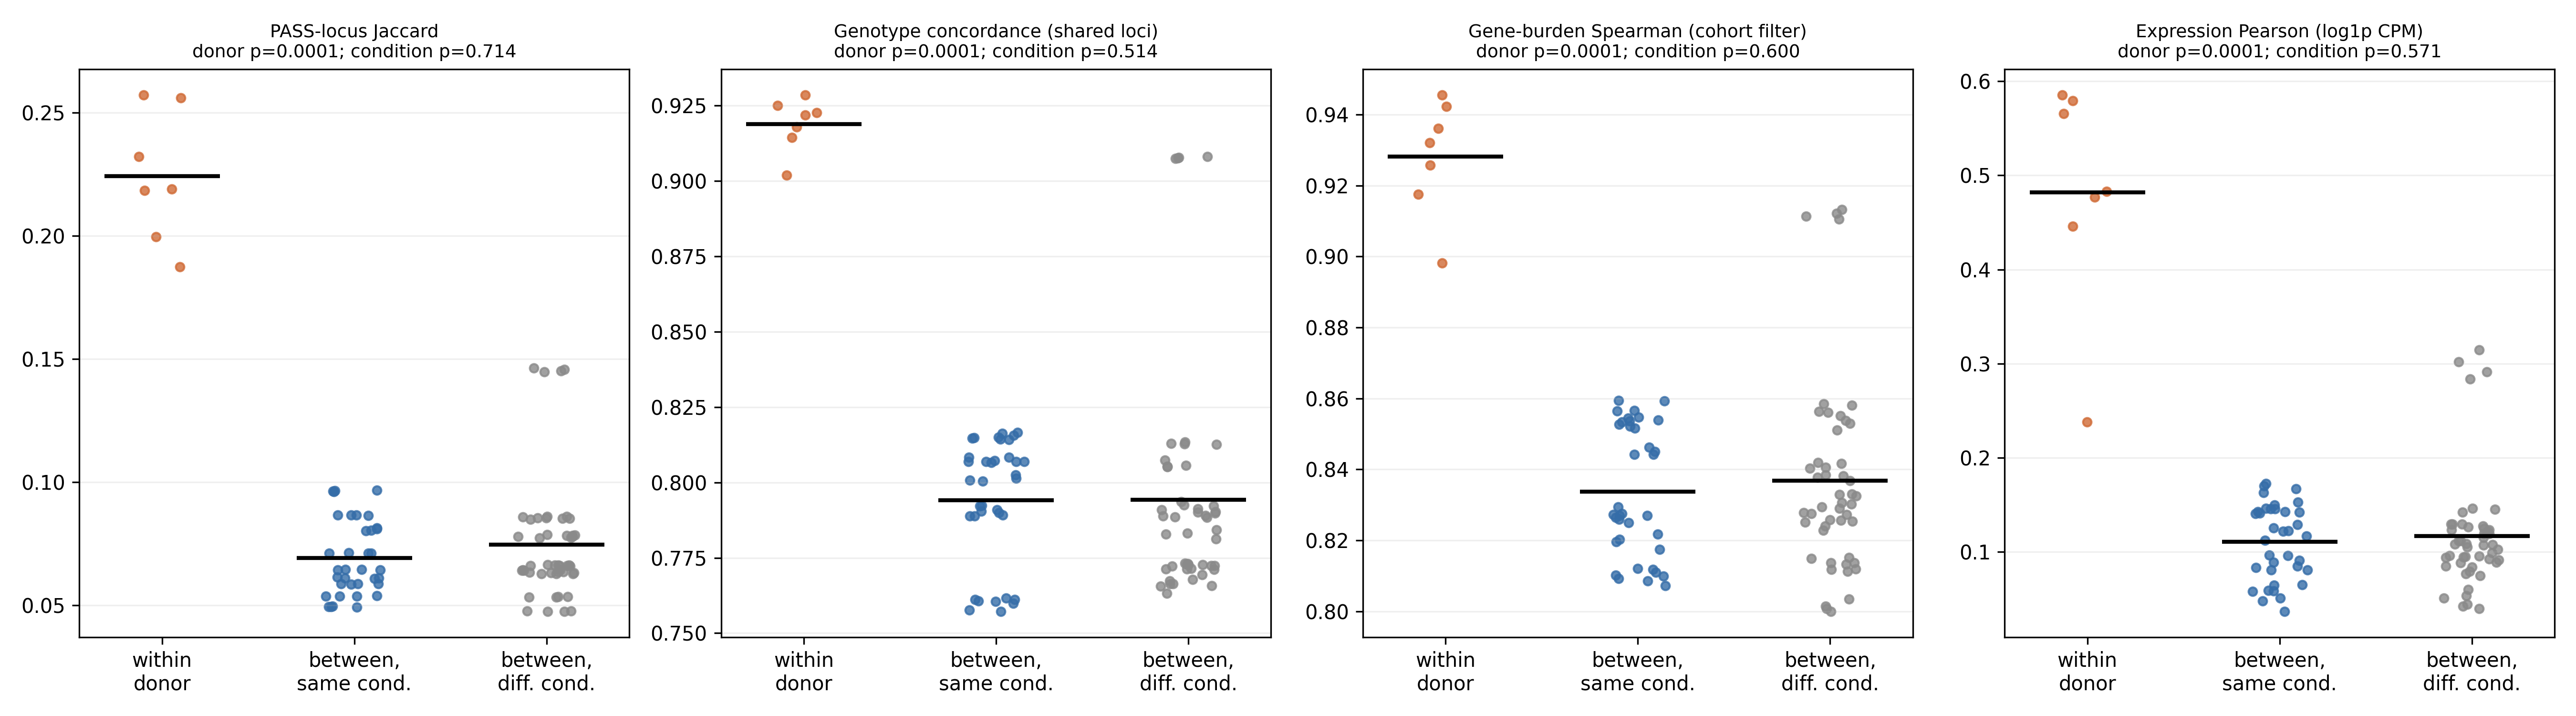 PASS-locus Jaccard
donor p=0.0001; condition p=0.714
0.25
0.20
0.15
0.10
0.05
within
donor
between,
same cond.
between,
diff. cond.
Genotype concordance (shared loci)
donor p=0.0001; condition p=0.514
0.925
0.900
0.875
0.850
0.825
0.800
0.775
0.750
within
donor
between,
same cond.
between,
diff. cond.
Gene-burden Spearman (cohort filter)
donor p=0.0001; condition p=0.600
0.94
0.92
0.90
0.88
0.86
0.84
0.82
0.80
within
donor
between,
same cond.
between,
diff. cond.
Expression Pearson (log1p CPM)
donor p=0.0001; condition p=0.571
0.6
0.5
0.4
0.3
0.2
0.1
within
donor
between,
same cond.
between,
diff. cond.